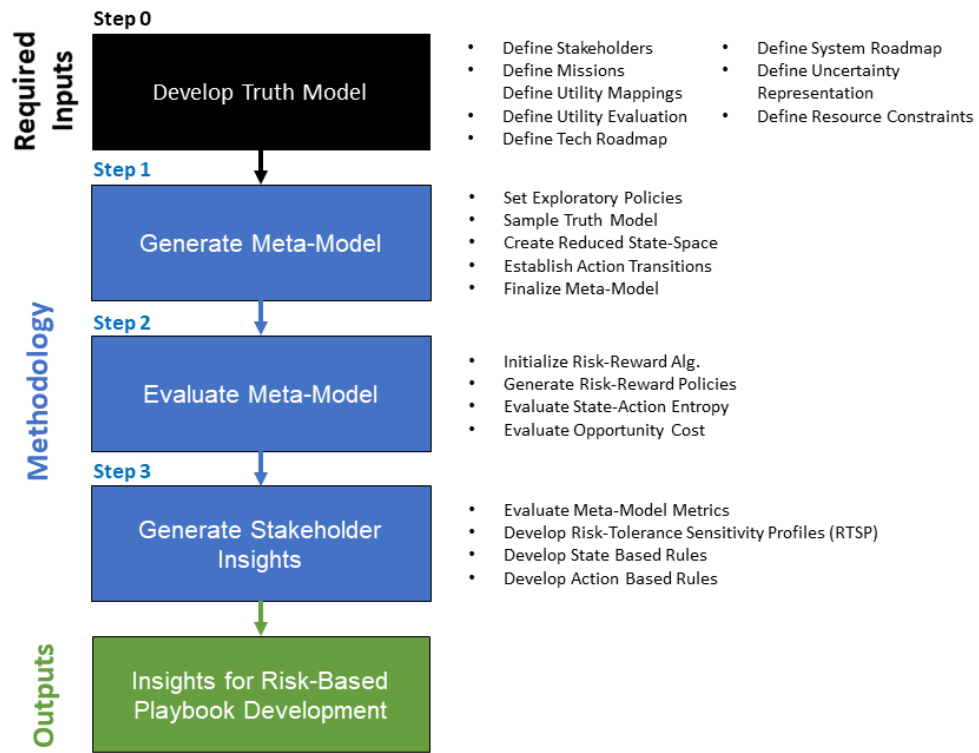 Required
Inputs
Step 0
Develop Truth Model
• Define Stakeholders
• Define Missions
Define Utility Mappings
• Define Utility Evaluation
• Define Tech Roadmap
• Define System Roadmap
• Define Uncertainty
Representation
• Define Resource Constraints
Methodology
Step 1
Generate Meta-Model
• Set Exploratory Policies
• Sample Truth Model
• Create Reduced State-Space
• Establish Action Transitions
• Finalize Meta-Model
Step 2
Evaluate Meta-Model
• Initialize Risk-Reward Alg.
• Generate Risk-Reward Policies
• Evaluate State-Action Entropy
• Evaluate Opportunity Cost
Step 3
Generate Stakeholder
Insights
• Evaluate Meta-Model Metrics
• Develop Risk-Tolerance Sensitivity Profiles (RTSP)
• Develop State Based Rules
• Develop Action Based Rules
Outputs
Insights for Risk-Based
Playbook Development